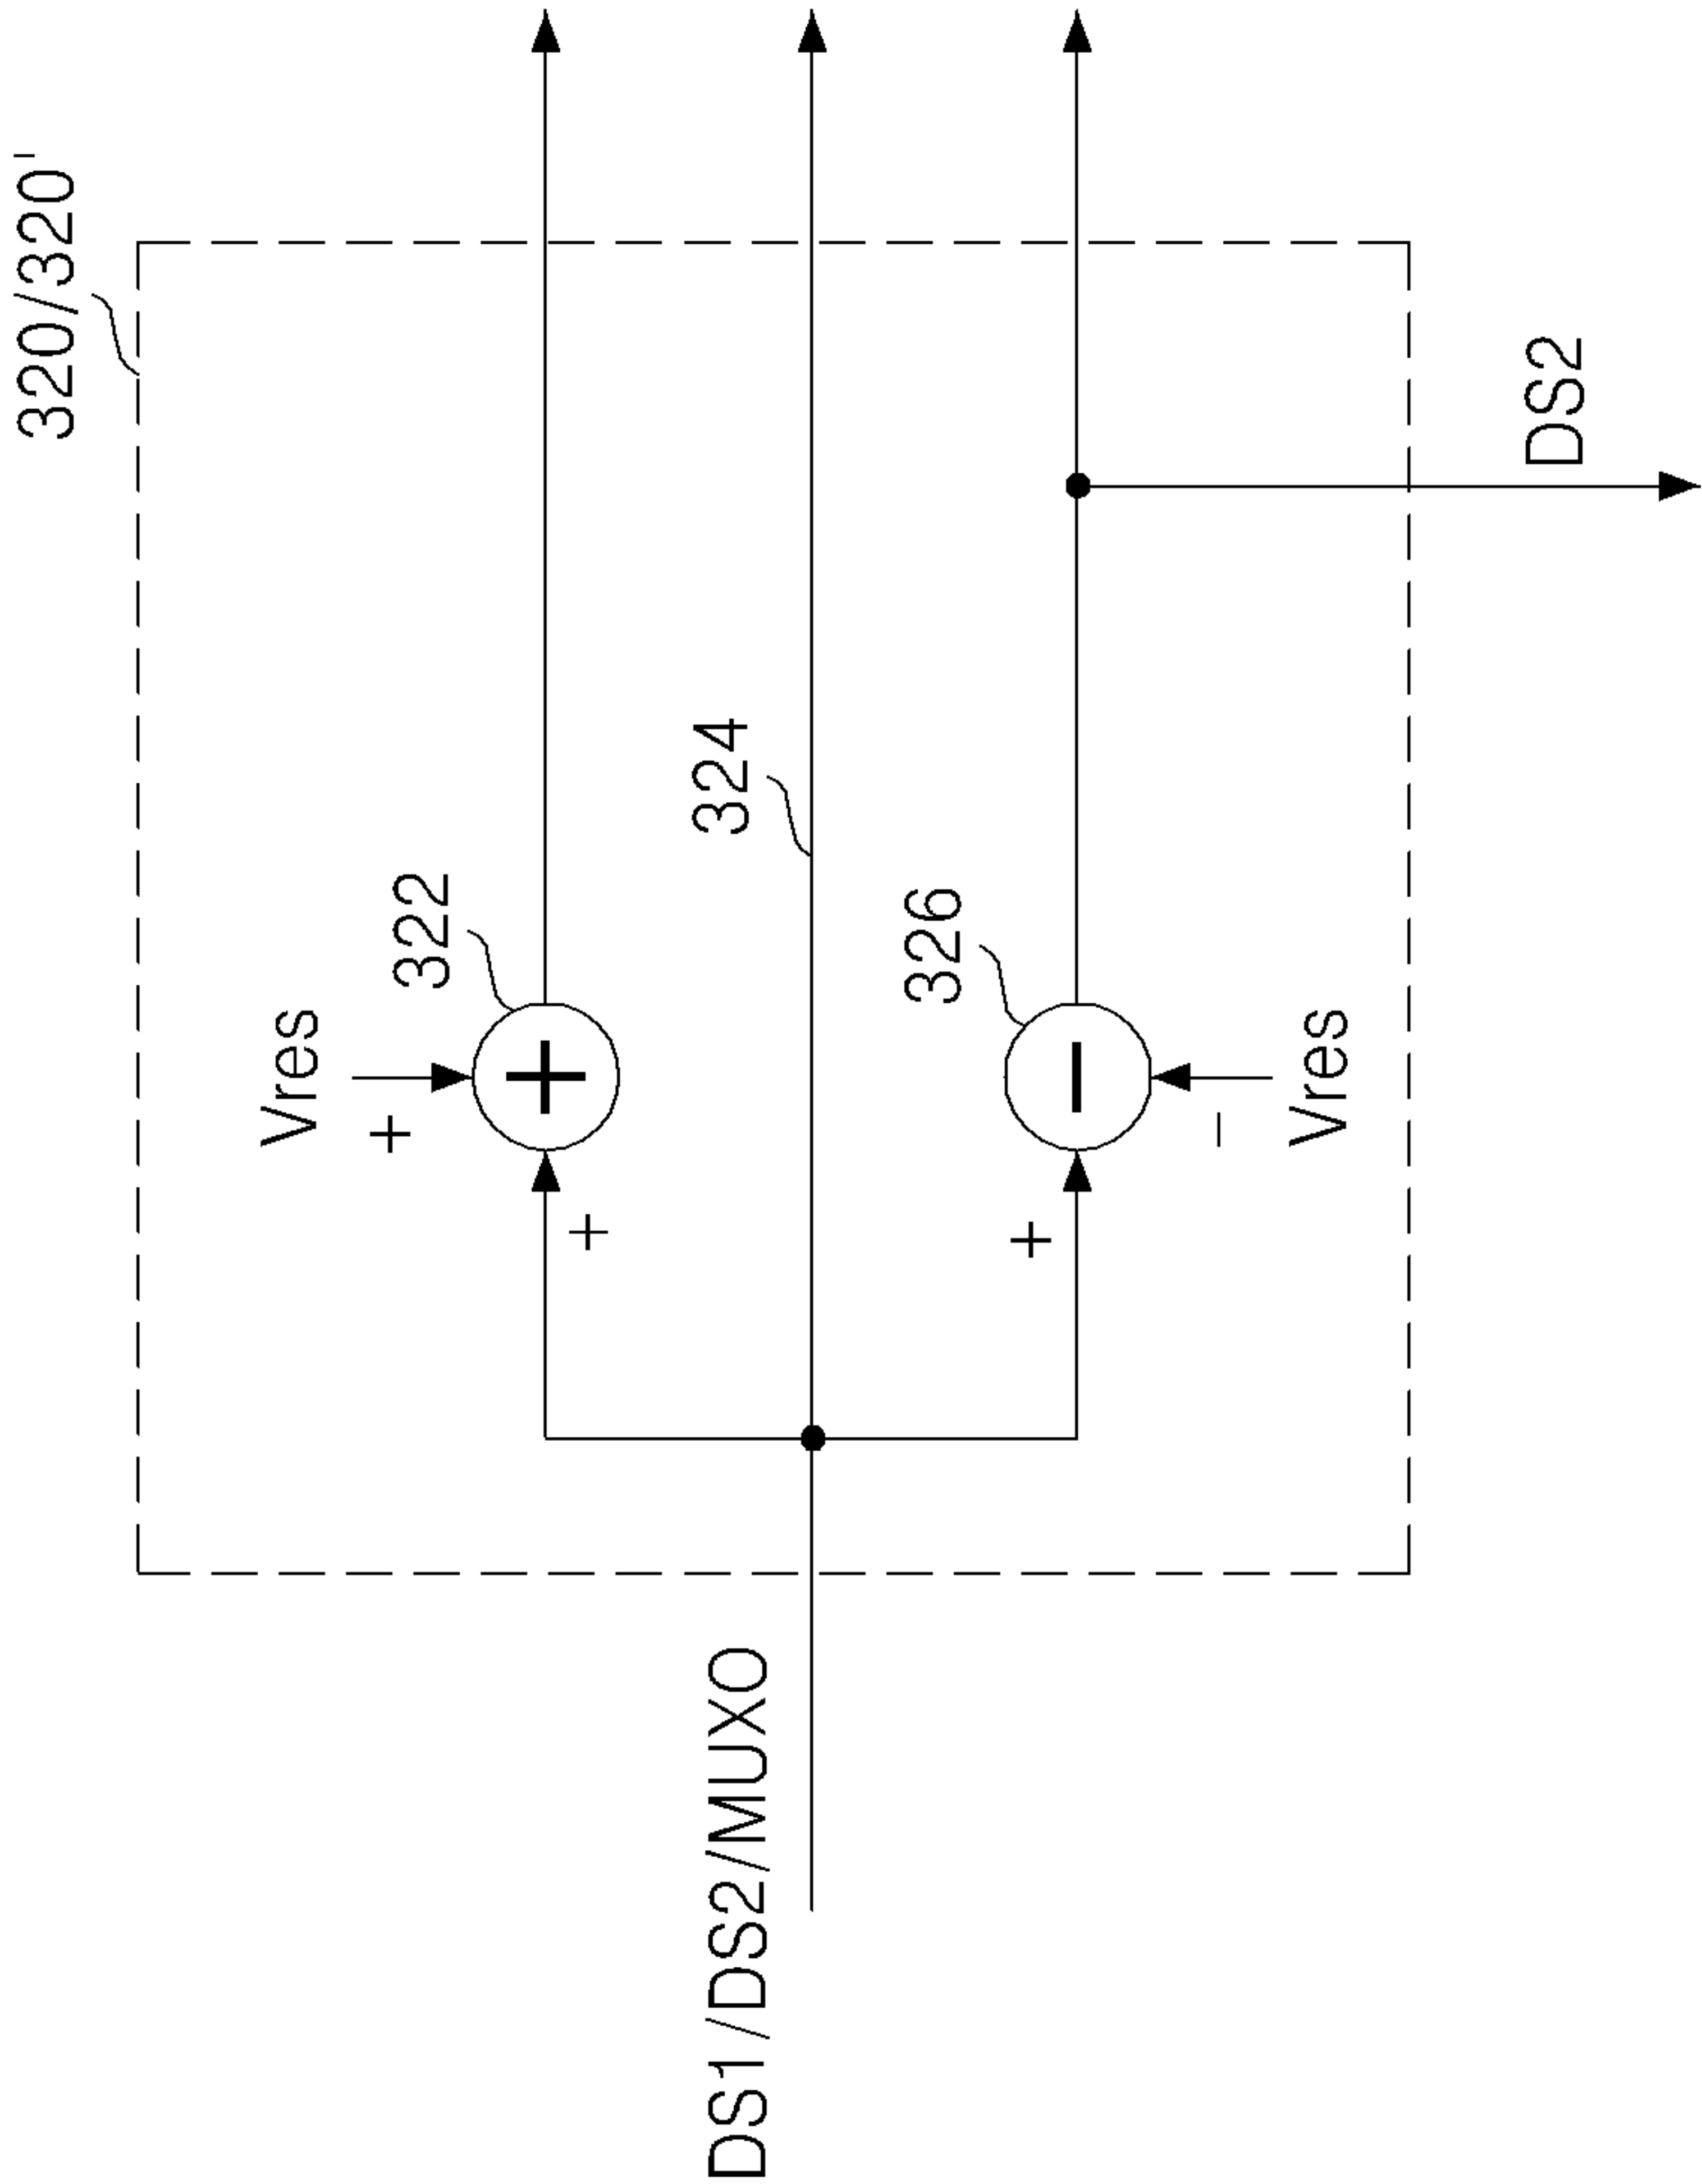 320/320'
Vres
+
322
+
+
324
DS1/DS2/MUXO
326
+
−
−
Vres
DS2